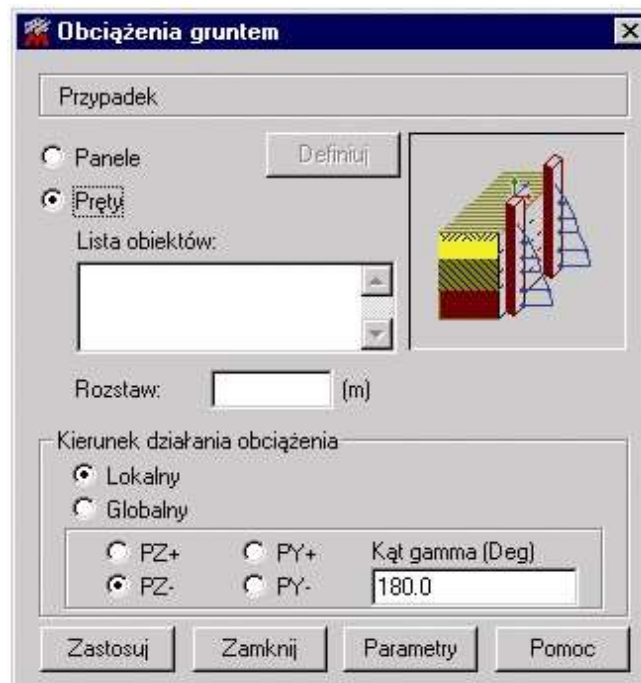 Obciążenia gruntem
Przypadek
Panele
Definiuj
Pręty
Lista obiektów:
Rozstaw:
(m)
Kierunek działania obciążenia
Lokalny
Globalny
PZ+ PY+ Kąt gamma (Deg)
PZ- PY- 180.0
Zastosuj Zamknij Parametry Pomoc